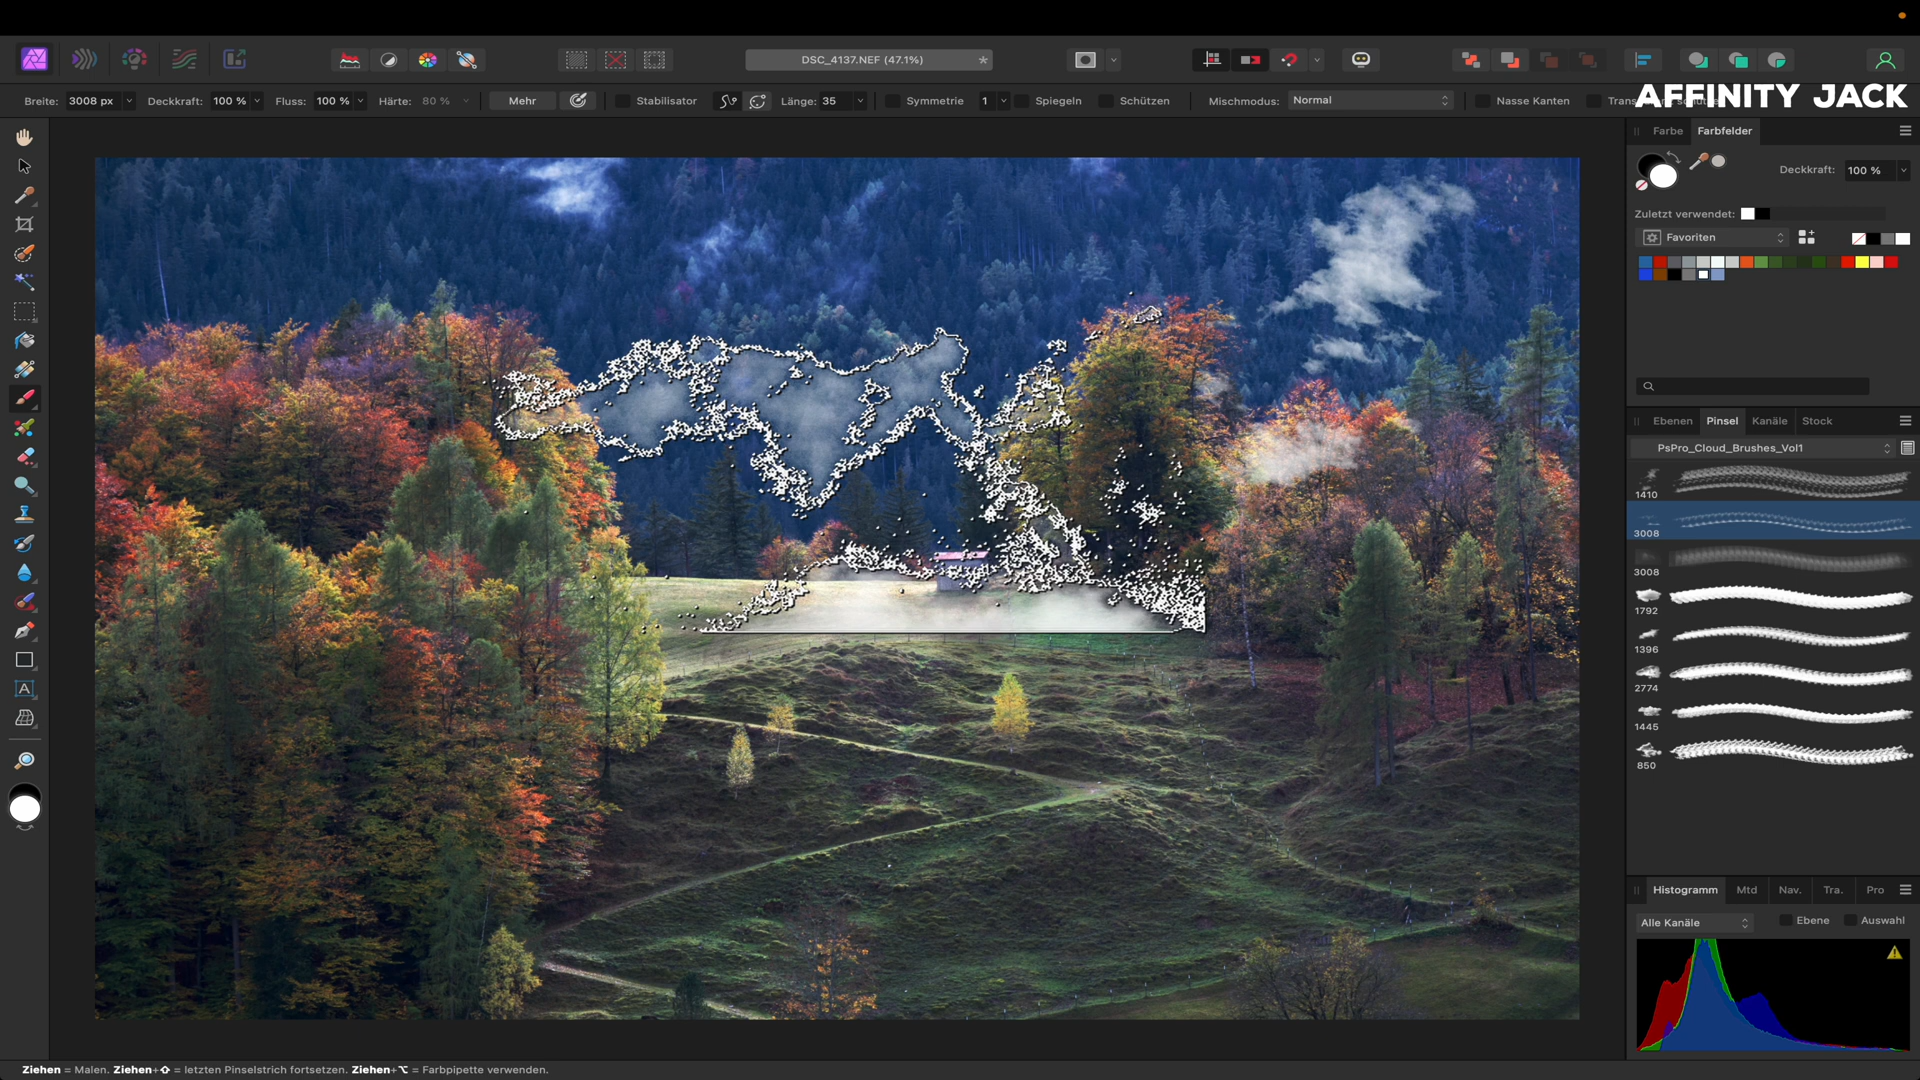 DSC_4137.NEF (47.1%)
*
Breite: 3008 px Deckkraft: 100 % Fluss: 100 % Härte: 80 % Mehr Stabilisator Länge: 35 Symmetrie 1 Spiegeln Schützen Mischmodus: Normal Nasse Kanten
AFFINITY JACK
Farbe Farbfelder
Deckkraft: 100 %
Zuletzt verwendet:
Favoriten
Ebenen Pinsel Kanäle Stock
PsPro_Cloud_Brushes_Vol1
1410
3008
3008
1792
1396
2774
1445
850
Histogramm Mtd Nav. Tra. Pro
Alle Kanäle Ebene Auswahl
A
Ziehen = Malen. Ziehen+⇧ = letzten Pinselstrich fortsetzen. Ziehen+⌥ = Farbpipette verwenden.